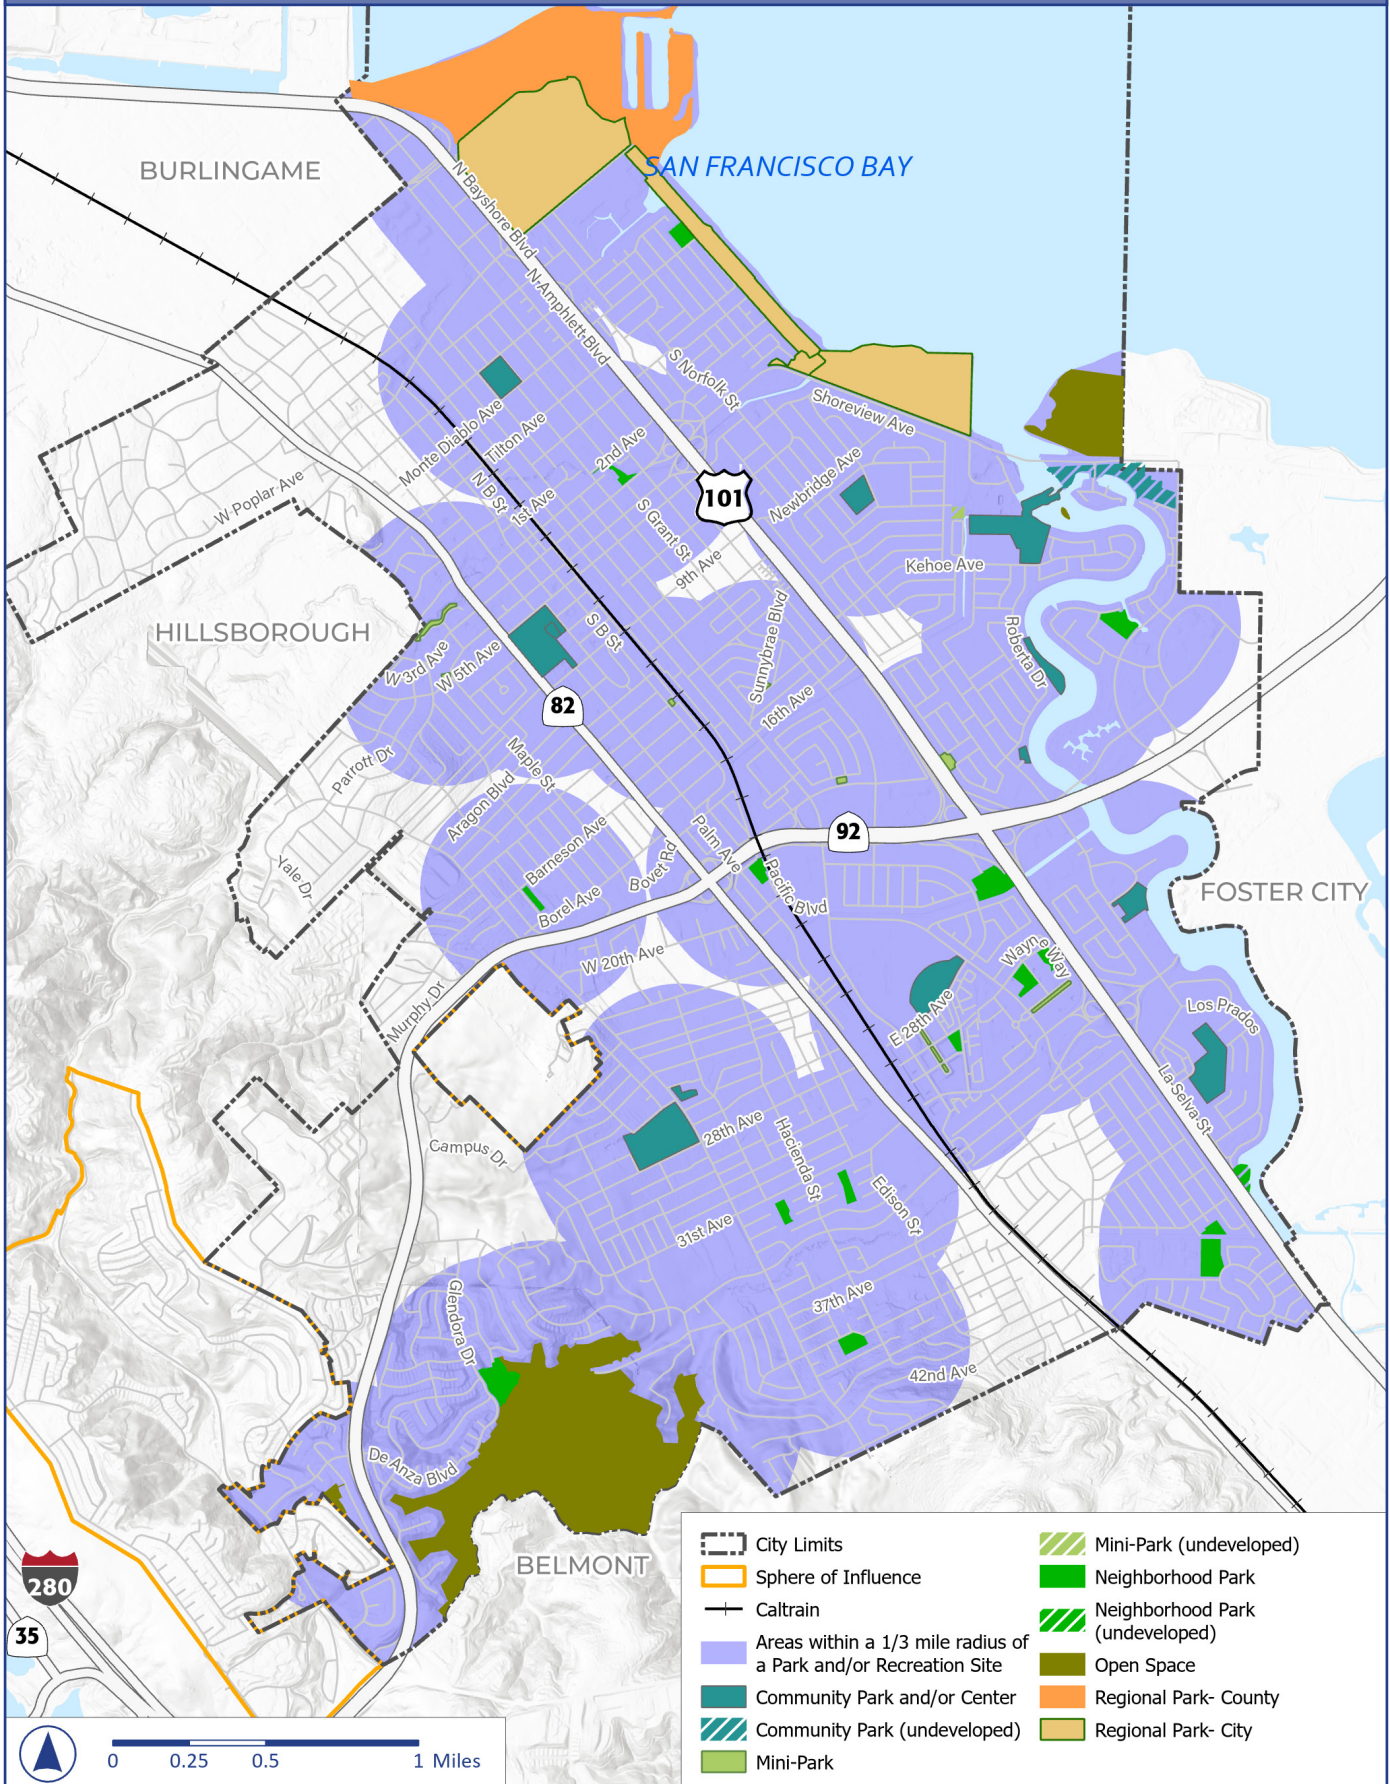 BURLINGAME
SAN FRANCISCO BAY
N Bayshore Blvd
N Amphlett Blvd
S Norfolk St
Shoreview Ave
Monte Diablo Ave
Tilton Ave
2nd Ave
N B St
1st Ave
W Poplar Ave
101
Newbridge Ave
S Grant St
9th Ave
Kehoe Ave
HILLSBOROUGH
S B St
Sunnybrae Blvd
Roberta Dr
W 3rd Ave
W 5th Ave
82
16th Ave
Parrott Dr
Maple St
Aragon Blvd
92
Palm Ave
Barneson Ave
Bovet Rd
Yale Dr
Borel Ave
Pacific Blvd
FOSTER CITY
W 20th Ave
Wayne Way
Murphy Dr
E 28th Ave
Los Prados
La Selva St
Campus Dr
28th Ave
Hacienda St
Edison St
31st Ave
Glendora Dr
37th Ave
42nd Ave
De Anza Blvd
BELMONT
280
35
City Limits
Sphere of Influence
Caltrain
Areas within a 1/3 mile radius of
a Park and/or Recreation Site
Community Park and/or Center
Community Park (undeveloped)
Mini-Park
Mini-Park (undeveloped)
Neighborhood Park
Neighborhood Park
(undeveloped)
Open Space
Regional Park- County
Regional Park- City
0 0.25 0.5 1 Miles